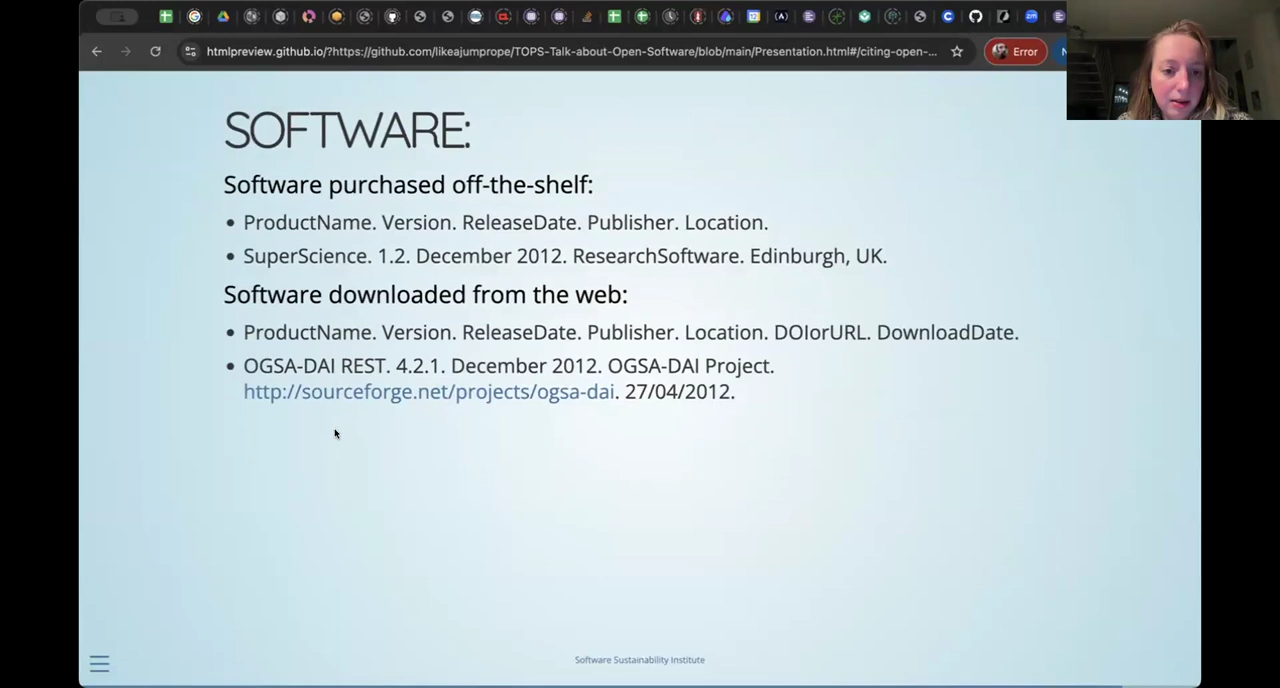 htmlpreview.github.io/?https://github.com/likeajumprope/TOPS-Talk-about-Open-Software/blob/main/Presentation.html#/citing-open-...
Error
N
SOFTWARE:
Software purchased off-the-shelf:
• ProductName. Version. ReleaseDate. Publisher. Location.
• SuperScience. 1.2. December 2012. ResearchSoftware. Edinburgh, UK.
Software downloaded from the web:
• ProductName. Version. ReleaseDate. Publisher. Location. DOIorURL. DownloadDate.
• OGSA-DAI REST. 4.2.1. December 2012. OGSA-DAI Project.
http://sourceforge.net/projects/ogsa-dai. 27/04/2012.
Software Sustainability Institute